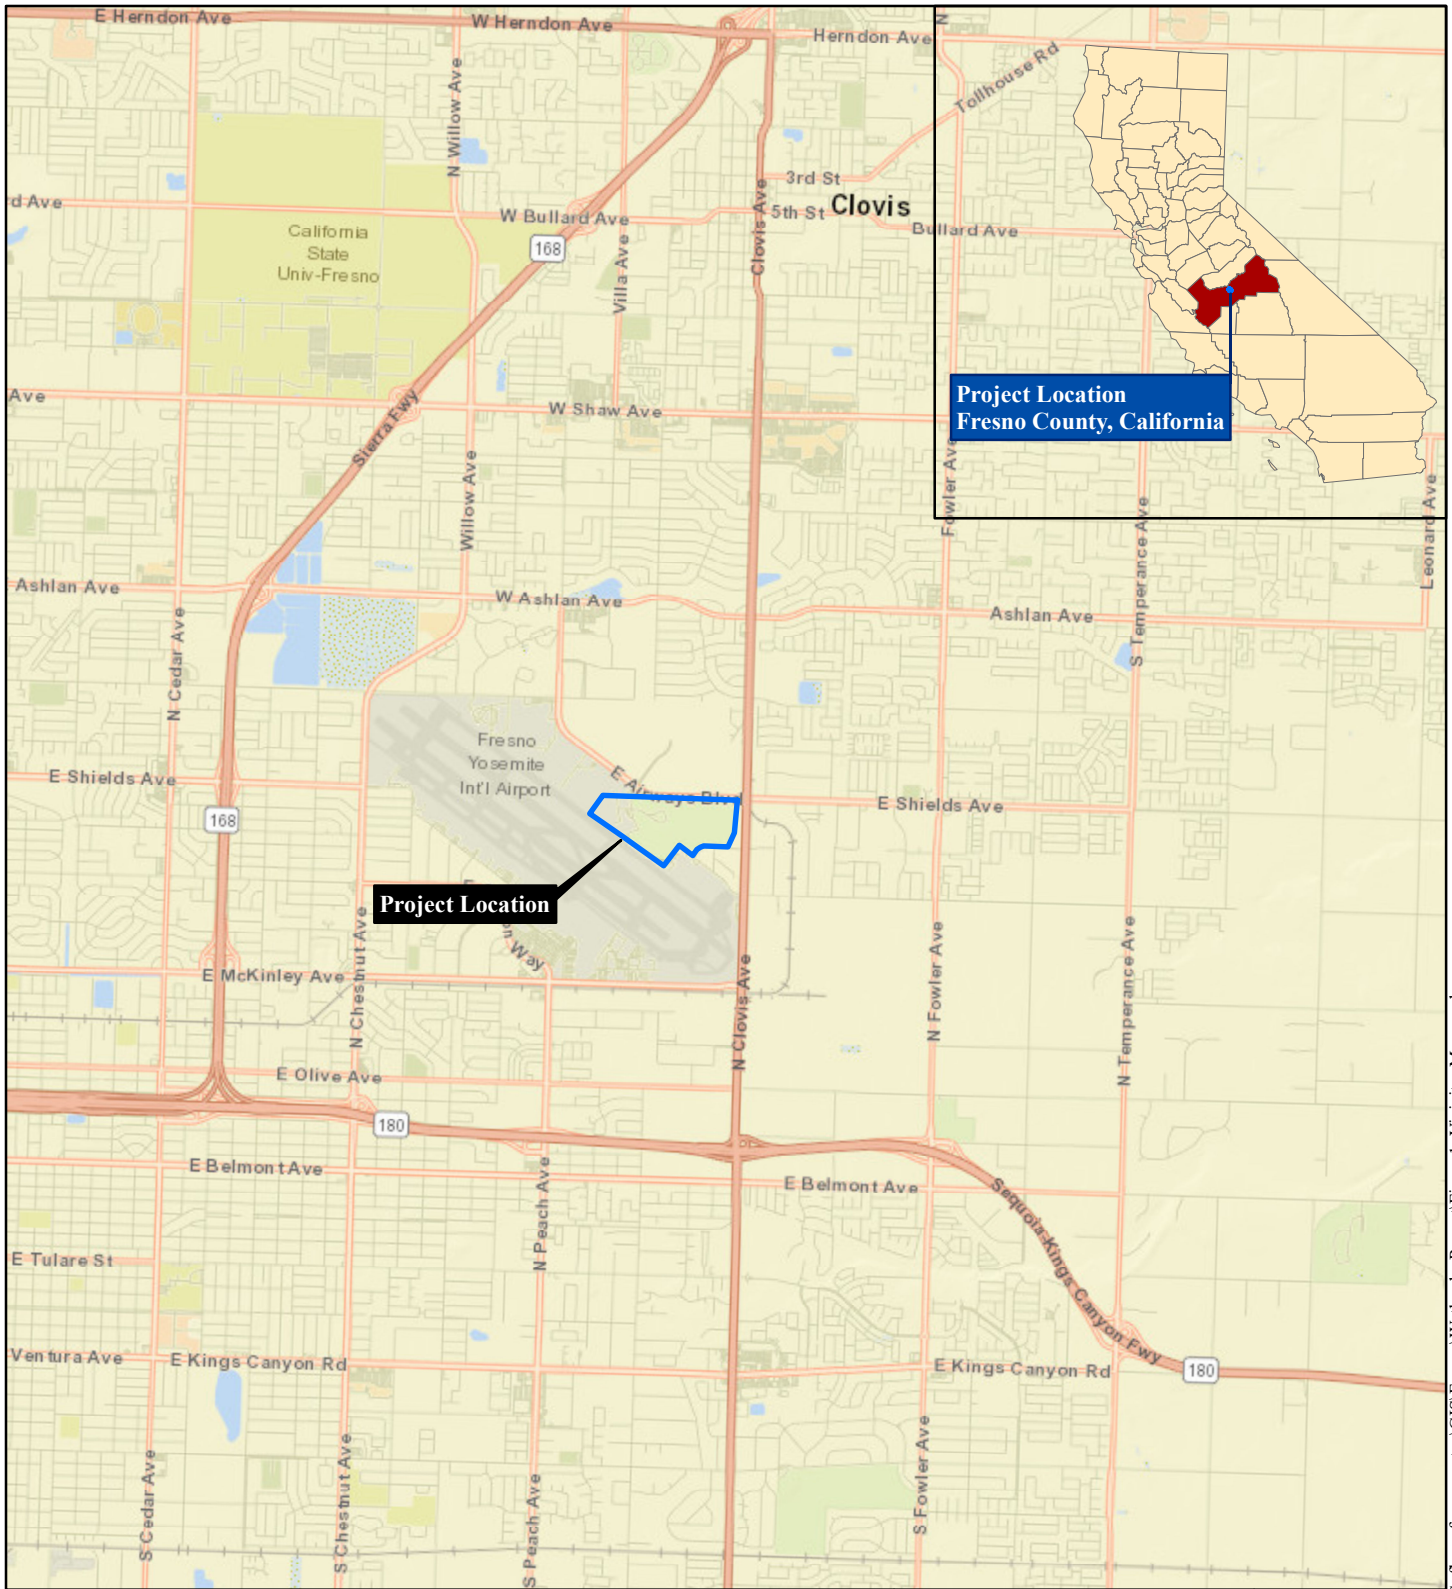 E Herndon Ave
W Herndon Ave
Herndon Ave
N
Tollhouse Rd
N Willow Ave
3rd St
Clovis
5th St
Clovis Ave
d Ave
W Bullard Ave
Bullard Ave
California
State
Univ-Fresno
168
Villa Ave
Project Location
Fresno County, California
Ave
W Shaw Ave
Sierra Fwy
Willow Ave
Fowler Ave
S Temperance Ave
Leonard Ave
Ashlan Ave
W Ashlan Ave
Ashlan Ave
N Cedar Ave
Fresno
Yosemite
Int'l Airport
E Shields Ave
E Airways Blvd
E Shields Ave
168
Project Location
on Way
N Chestnut Ave
E McKinley Ave
N Clovis Ave
N Fowler Ave
N Temperance Ave
E Olive Ave
180
E Belmont Ave
E Belmont Ave
N Peach Ave
Sequoia Kings Canyon Fwy
E Tulare St
Ventura Ave
E Kings Canyon Rd
E Kings Canyon Rd
180
S Cedar Ave
S Chestnut Ave
S Peach Ave
S Fowler Ave